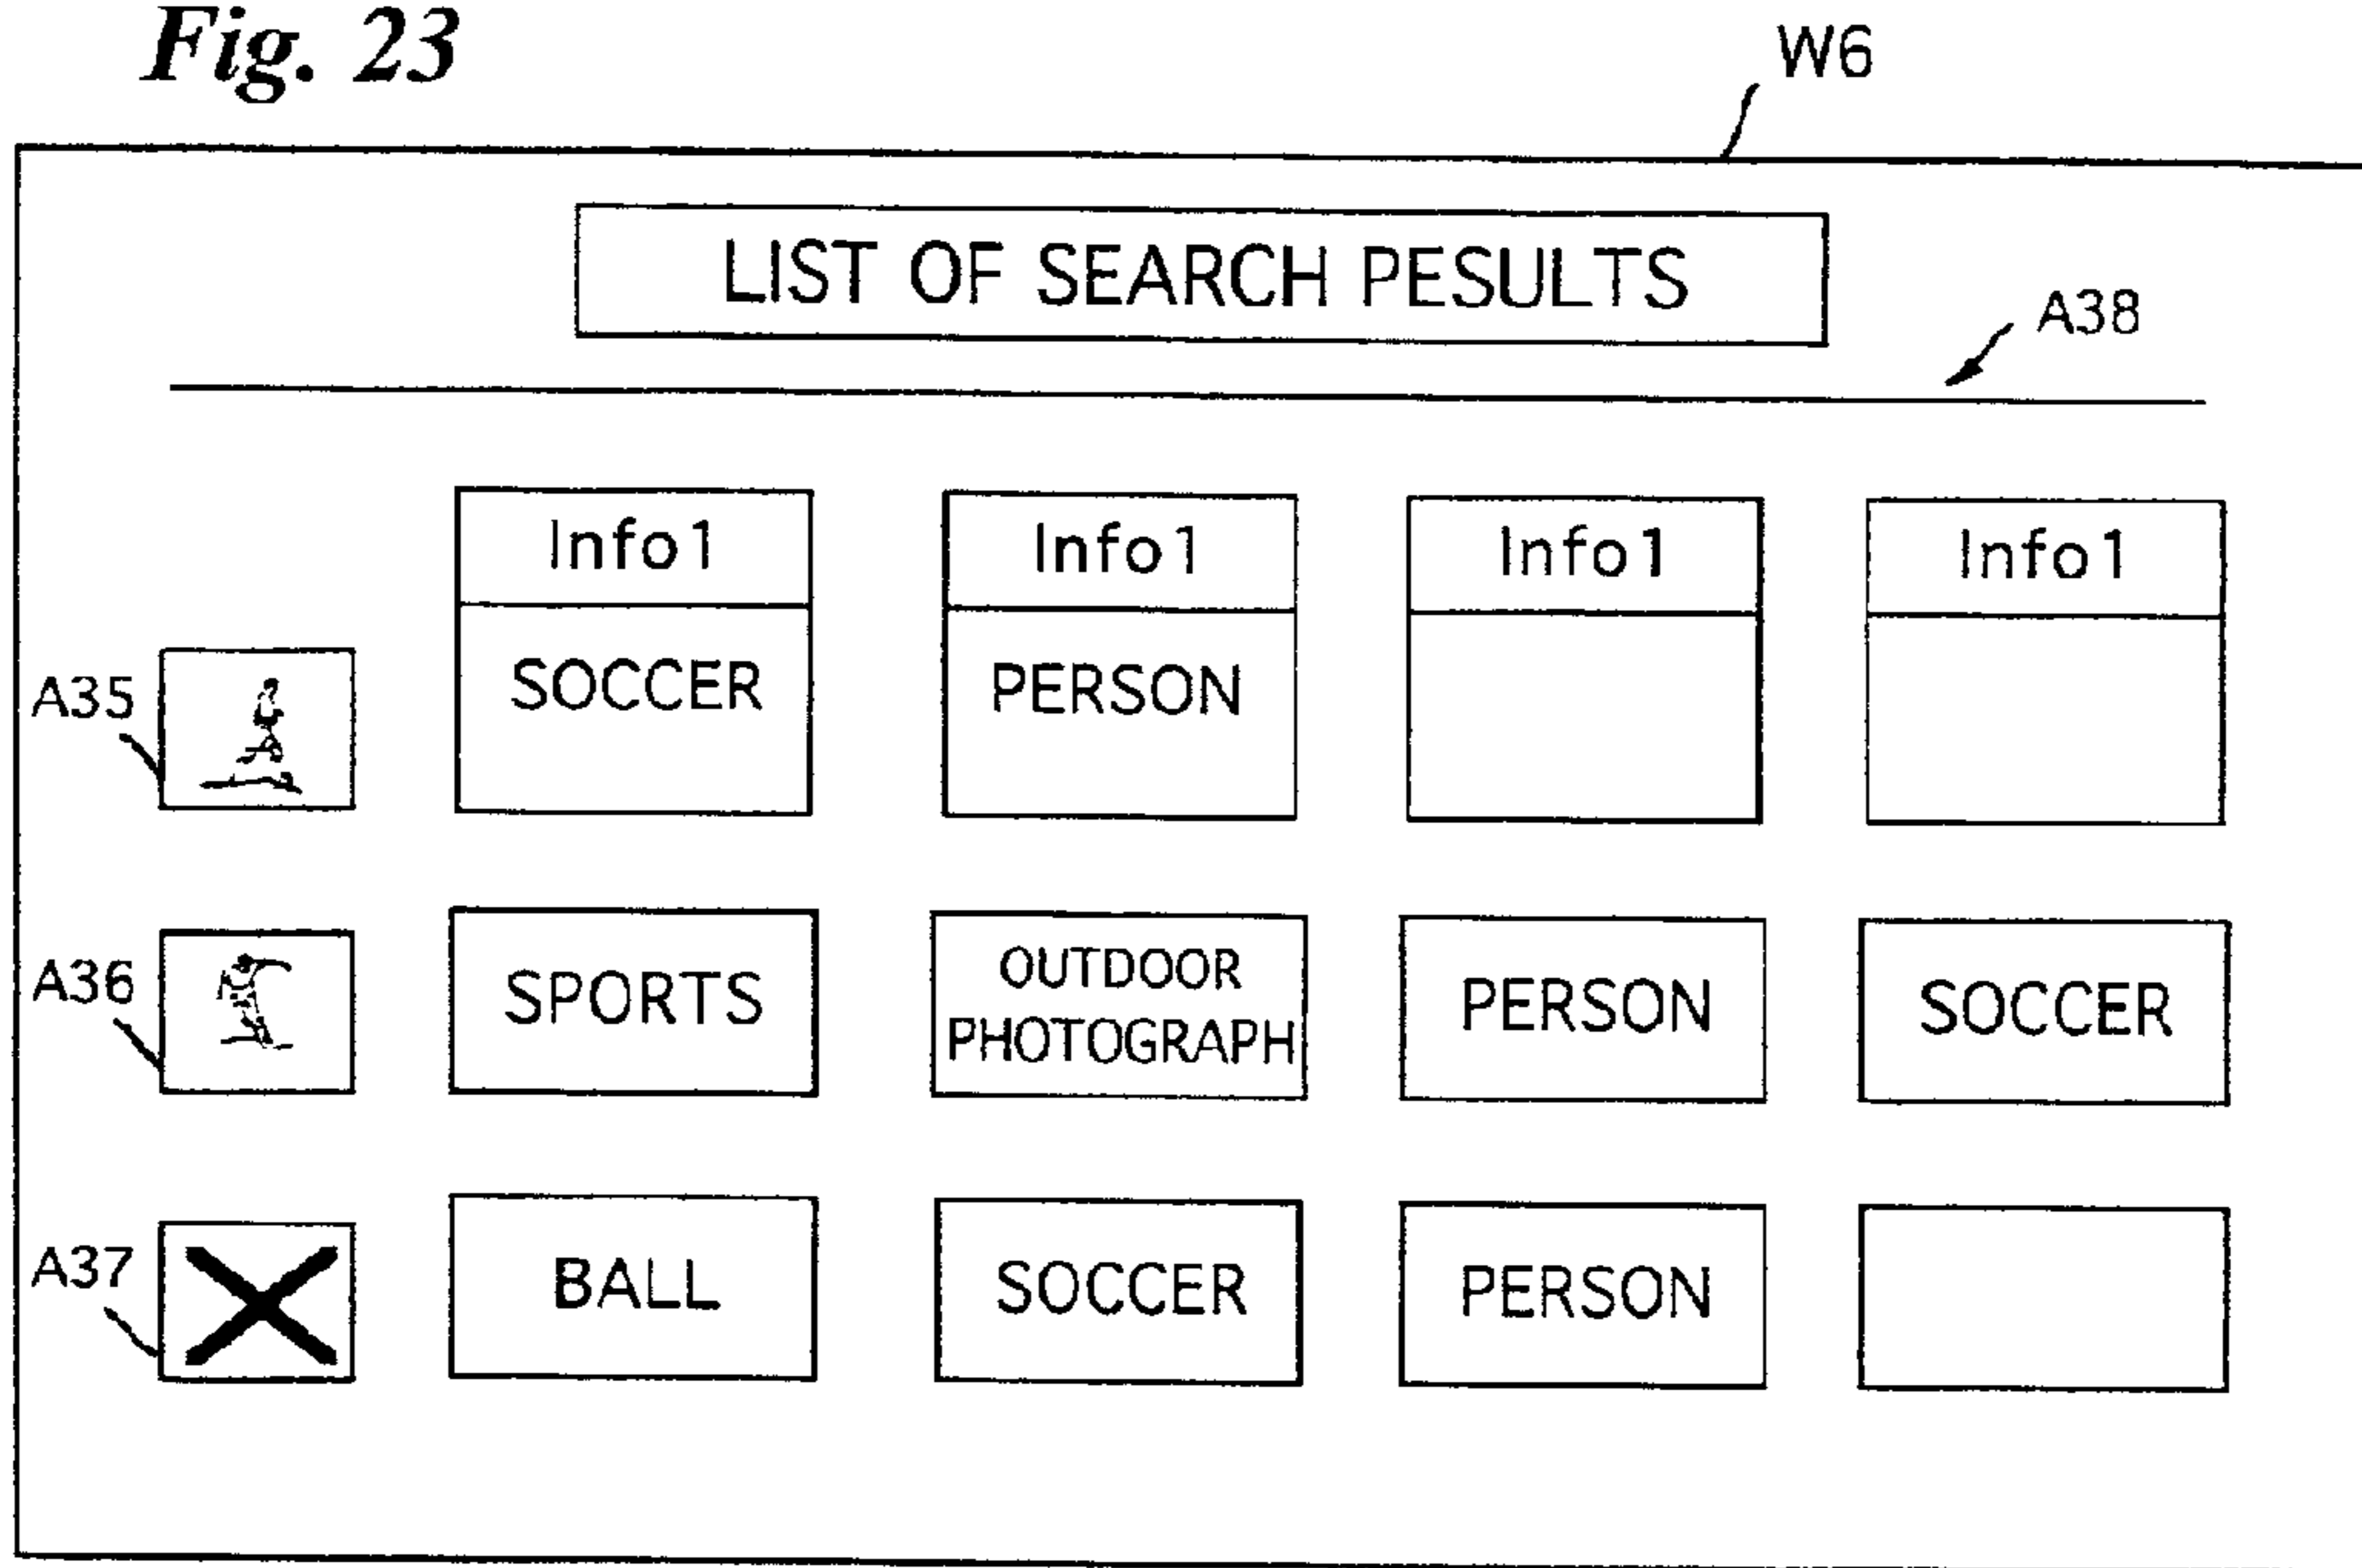 Fig. 23
W6
LIST OF SEARCH PESULTS
A38
Info1 Info1 Info1 Info1
A35 SOCCER PERSON
A36 SPORTS OUTDOOR PHOTOGRAPH PERSON SOCCER
A37 BALL SOCCER PERSON